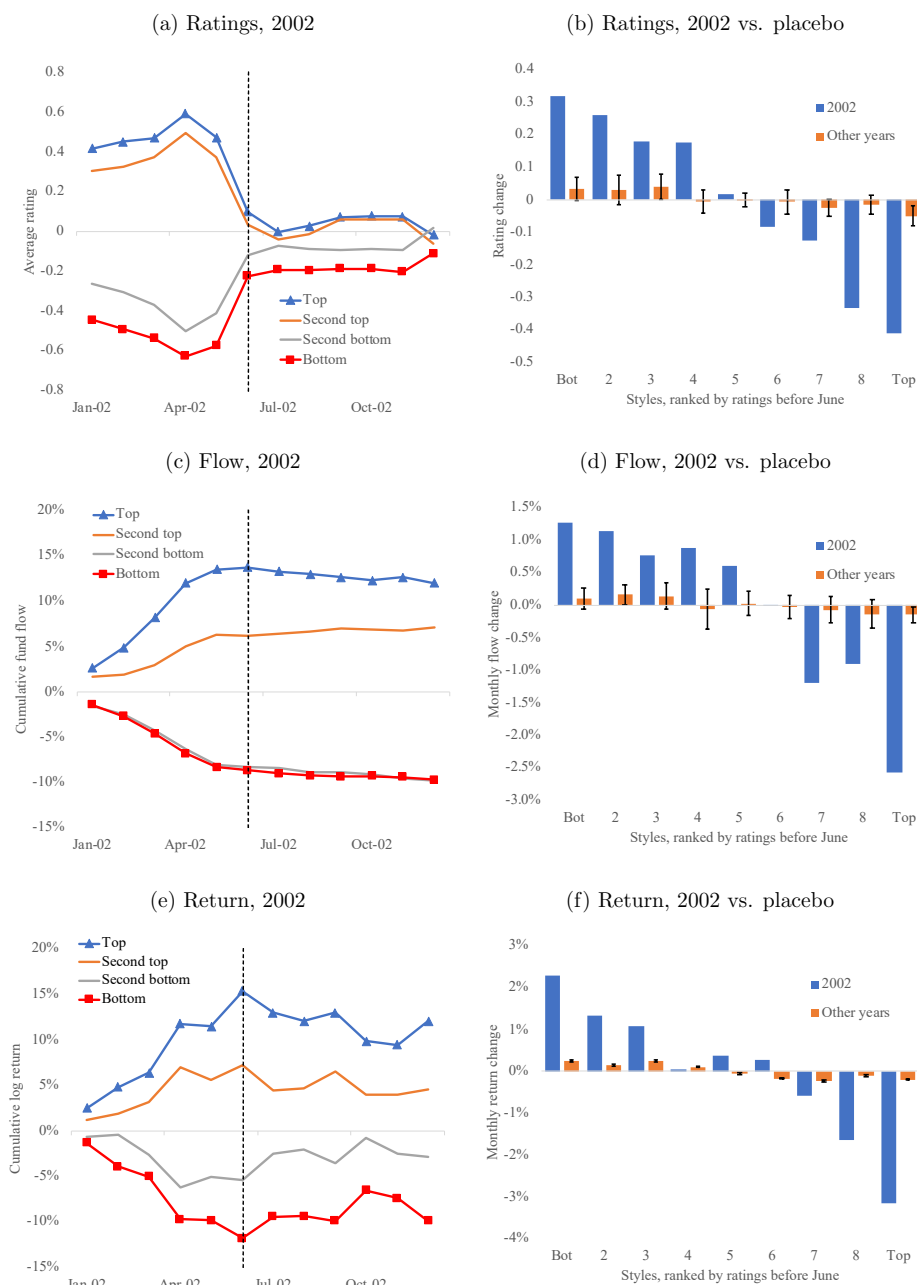 (a) Ratings, 2002
0.8
0.6
0.4
0.2
0
-0.2
-0.4
-0.6
-0.8
Average rating
Top
Second top
Second bottom
Bottom
Jan-02
Apr-02
Jul-02
Oct-02
(b) Ratings, 2002 vs. placebo
0.4
0.3
0.2
0.1
0
-0.1
-0.2
-0.3
-0.4
-0.5
Rating change
2002
Other years
Bot
2
3
4
5
6
7
8
Top
Styles, ranked by ratings before June
(c) Flow, 2002
20%
15%
10%
5%
0%
-5%
-10%
-15%
Cumulative fund flow
Top
Second top
Second bottom
Bottom
Jan-02
Apr-02
Jul-02
Oct-02
(d) Flow, 2002 vs. placebo
1.5%
1.0%
0.5%
0.0%
-0.5%
-1.0%
-1.5%
-2.0%
-2.5%
-3.0%
Monthly flow change
2002
Other years
Bot
2
3
4
5
6
7
8
Top
Styles, ranked by ratings before June
(e) Return, 2002
20%
15%
10%
5%
0%
-5%
-10%
-15%
Cumulative log return
Top
Second top
Second bottom
Bottom
Jan-02
Apr-02
Jul-02
Oct-02
(f) Return, 2002 vs. placebo
3%
2%
1%
0%
-1%
-2%
-3%
-4%
Monthly return change
2002
Other years
Bot
2
3
4
5
6
7
8
Top
Styles, ranked by ratings before June